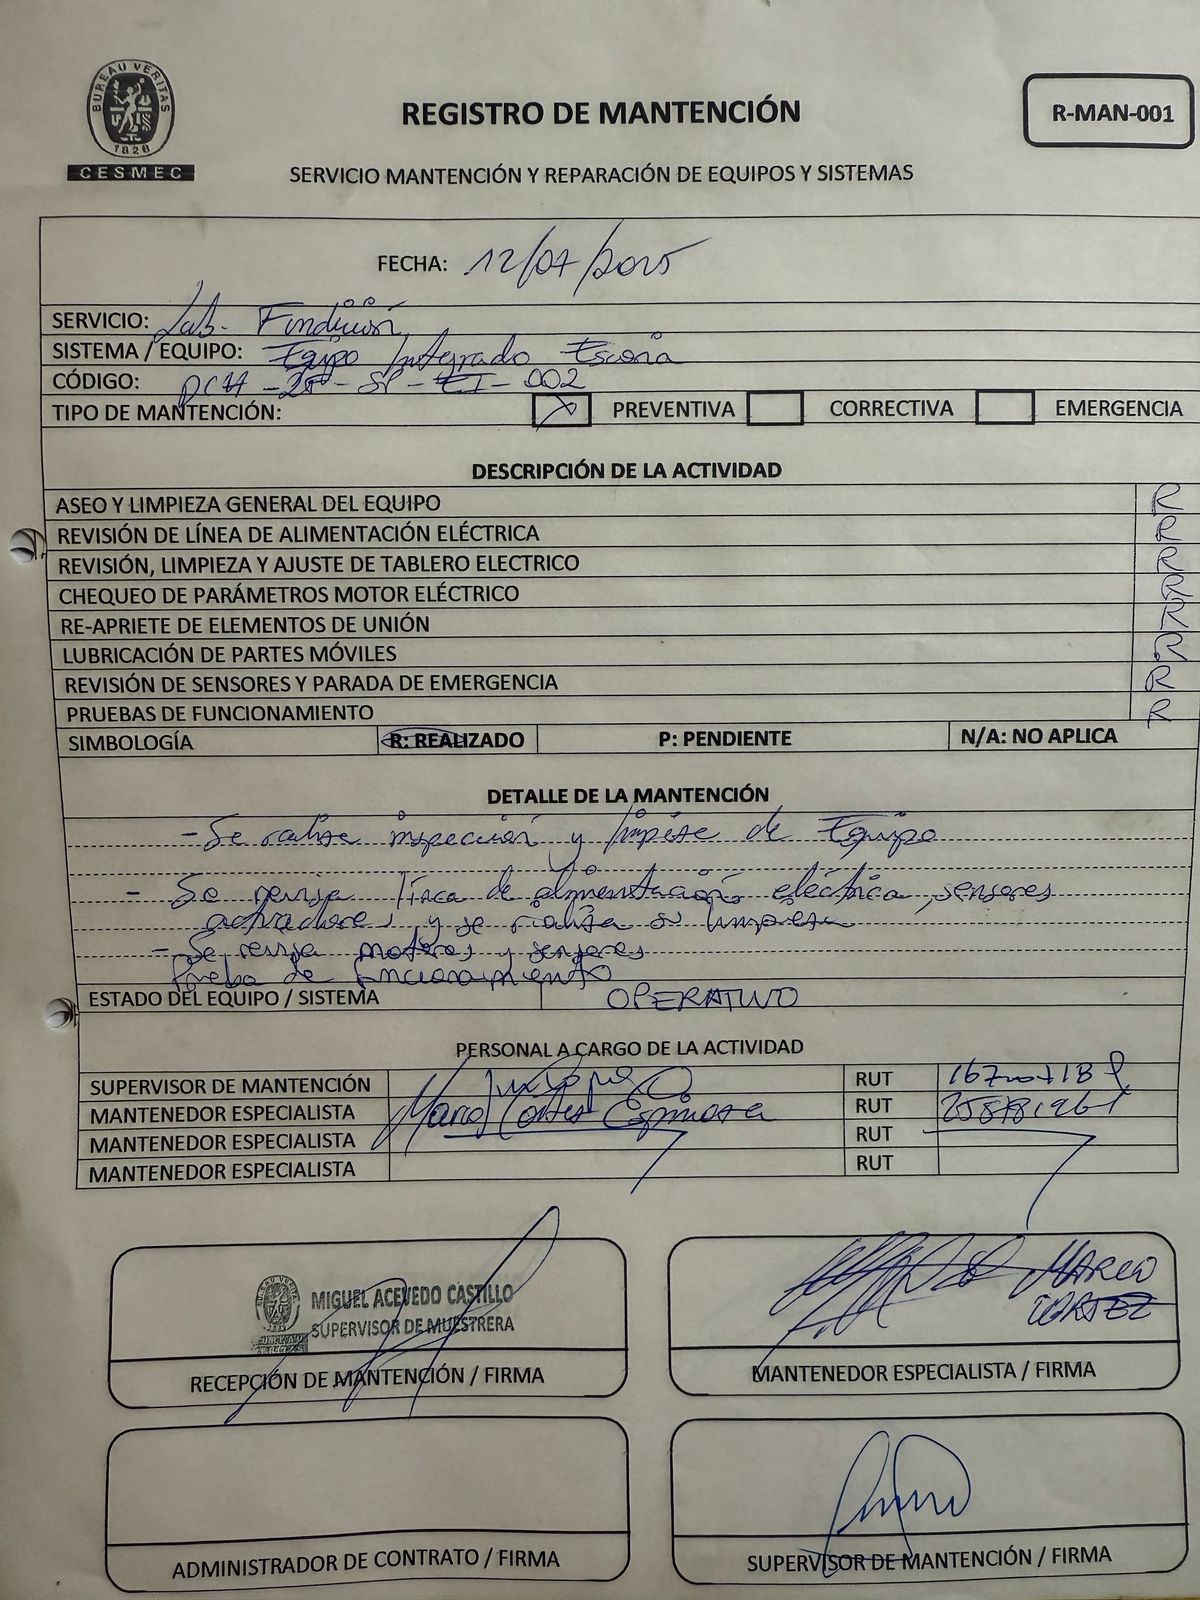 BUREAU VERITAS
1828
CESMEC
REGISTRO DE MANTENCIÓN
R-MAN-001
SERVICIO MANTENCIÓN Y REPARACIÓN DE EQUIPOS Y SISTEMAS
FECHA: 12/07/2025
SERVICIO: Lab. Fundición
SISTEMA / EQUIPO: Equipo Integrado Escoria
CÓDIGO: DCH-25-SP-EI-002
TIPO DE MANTENCIÓN: X PREVENTIVA CORRECTIVA EMERGENCIA
DESCRIPCIÓN DE LA ACTIVIDAD
ASEO Y LIMPIEZA GENERAL DEL EQUIPO R
REVISIÓN DE LÍNEA DE ALIMENTACIÓN ELÉCTRICA R
REVISIÓN, LIMPIEZA Y AJUSTE DE TABLERO ELECTRICO R
CHEQUEO DE PARÁMETROS MOTOR ELÉCTRICO R
RE-APRIETE DE ELEMENTOS DE UNIÓN R
LUBRICACIÓN DE PARTES MÓVILES R
REVISIÓN DE SENSORES Y PARADA DE EMERGENCIA R
PRUEBAS DE FUNCIONAMIENTO R
SIMBOLOGÍA R: REALIZADO P: PENDIENTE N/A: NO APLICA
DETALLE DE LA MANTENCIÓN
- Se realiza inspección y limpieza de Equipo
- Se revisa línea de alimentación eléctrica, sensores
actuadores, y se realiza su limpieza
- Se revisa motores y sensores
Prueba de funcionamiento
ESTADO DEL EQUIPO / SISTEMA OPERATIVO
PERSONAL A CARGO DE LA ACTIVIDAD
SUPERVISOR DE MANTENCIÓN RUT
MANTENEDOR ESPECIALISTA Marco Cortes Espinoza RUT
MANTENEDOR ESPECIALISTA RUT
MANTENEDOR ESPECIALISTA RUT
MIGUEL ACEVEDO CASTILLO
SUPERVISOR DE MUESTRERA
RECEPCIÓN DE MANTENCIÓN / FIRMA
MARCO
CORTEZ
MANTENEDOR ESPECIALISTA / FIRMA
ADMINISTRADOR DE CONTRATO / FIRMA
SUPERVISOR DE MANTENCIÓN / FIRMA